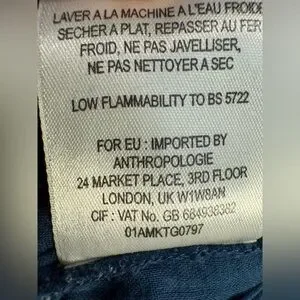 LAVER A LA MACHINE A L'EAU FROIDE
SECHER A PLAT, REPASSER AU FER
FROID, NE PAS JAVELLISER,
NE PAS NETTOYER A SEC
LOW FLAMMABILITY TO BS 5722
FOR EU : IMPORTED BY
ANTHROPOLOGIE
24 MARKET PLACE, 3RD FLOOR
LONDON, UK W1W8AN
CIF : VAT No. GB 684938382
01AMKTG0797